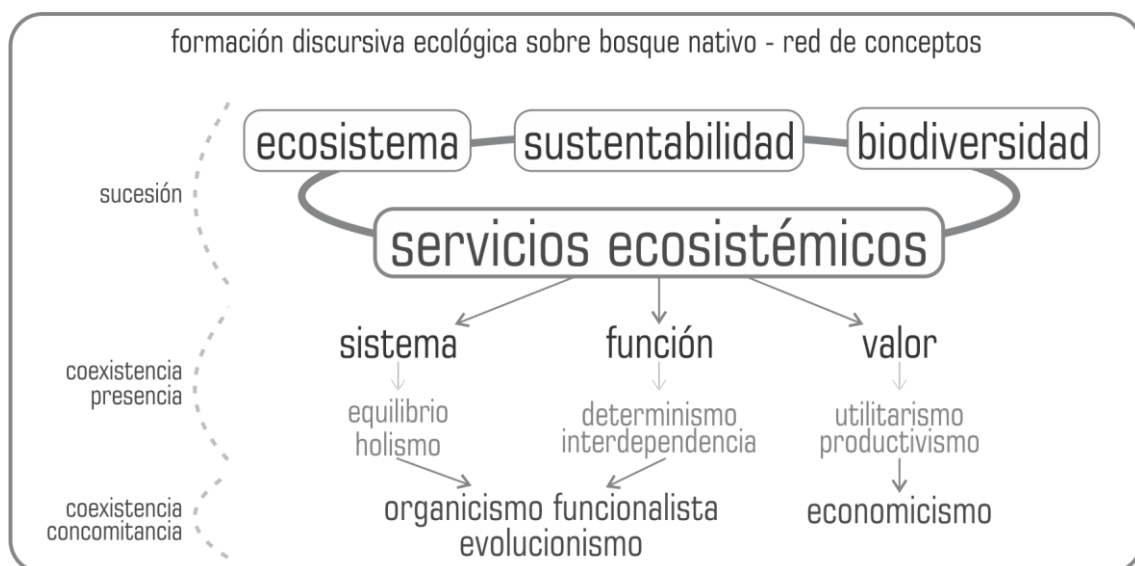 formación discursiva ecológica sobre bosque nativo - red de conceptos
ecosistema
sustentabilidad
biodiversidad
sucesión
servicios ecosistémicos
sistema
función
valor
coexistencia
presencia
equilibrio
holismo
determinismo
interdependencia
utilitarismo
productivismo
coexistencia
concomitancia
organicismo funcionalista
evolucionismo
economicismo